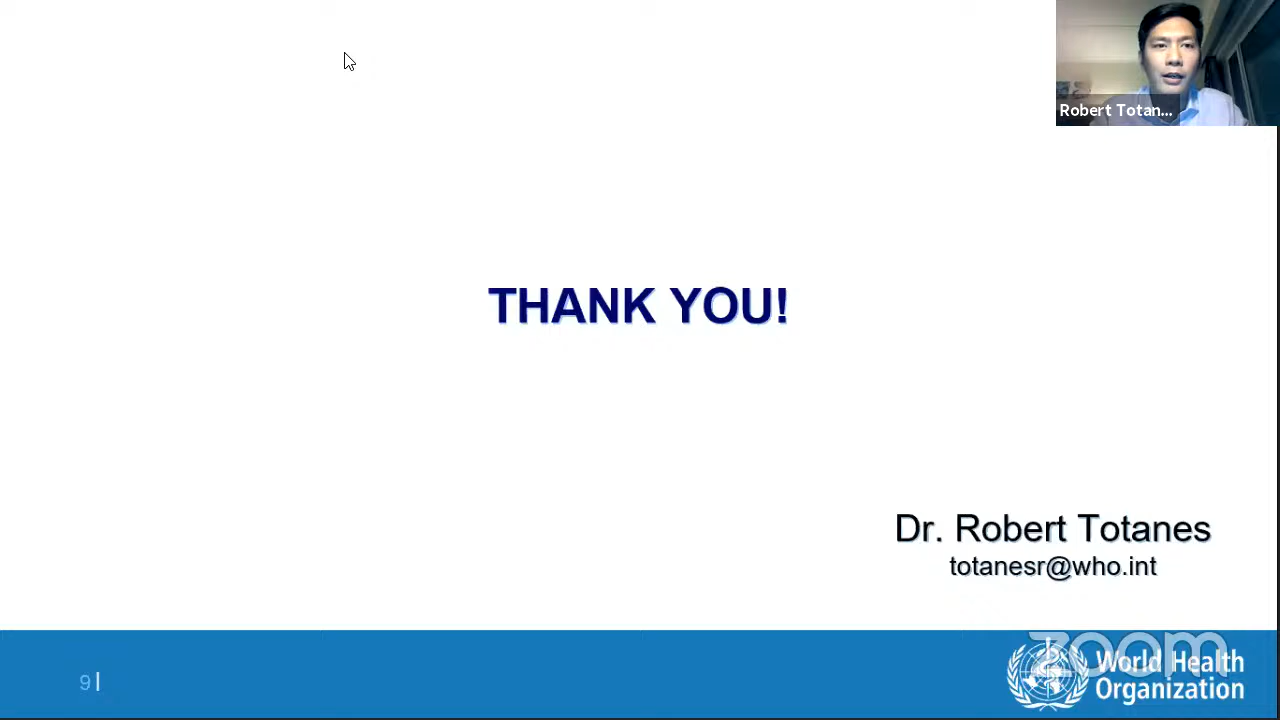 Robert Totan...
THANK YOU!
Dr. Robert Totanes
totanesr@who.int
zoom
World Health
Organization
9|